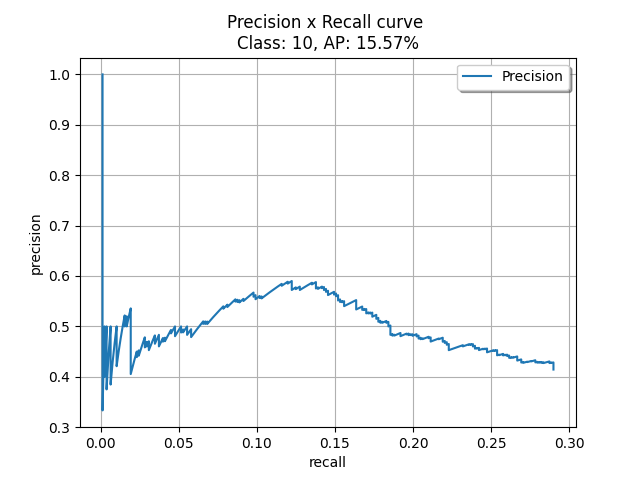 Precision x Recall curve
Class: 10, AP: 15.57%
Precision
1.0
0.9
0.8
0.7
0.6
0.5
0.4
0.3
precision
0.00 0.05 0.10 0.15 0.20 0.25 0.30
recall